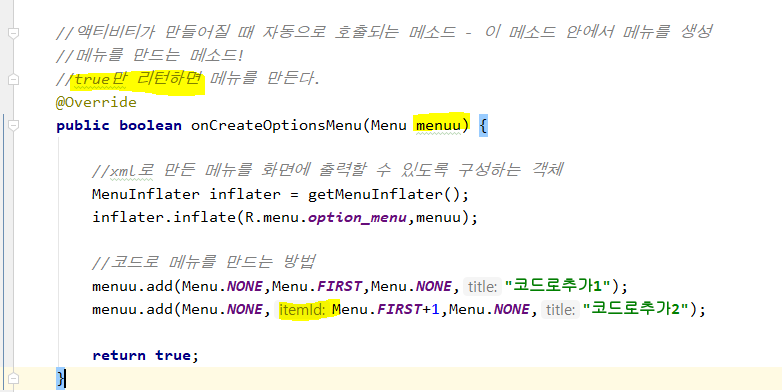 //액티비티가 만들어질 때 자동으로 호출되는 메소드 - 이 메소드 안에서 메뉴를 생성
//메뉴를 만드는 메소드!
//true만 리턴하면 메뉴를 만든다.
@Override
public boolean onCreateOptionsMenu(Menu menuu) {
//xml로 만든 메뉴를 화면에 출력할 수 있도록 구성하는 객체
MenuInflater inflater = getMenuInflater();
inflater.inflate(R.menu.option_menu,menuu);
//코드로 메뉴를 만드는 방법
menuu.add(Menu.NONE,Menu.FIRST,Menu.NONE, title: "코드로추가1");
menuu.add(Menu.NONE, itemId: Menu.FIRST+1,Menu.NONE, title: "코드로추가2");
return true;
}